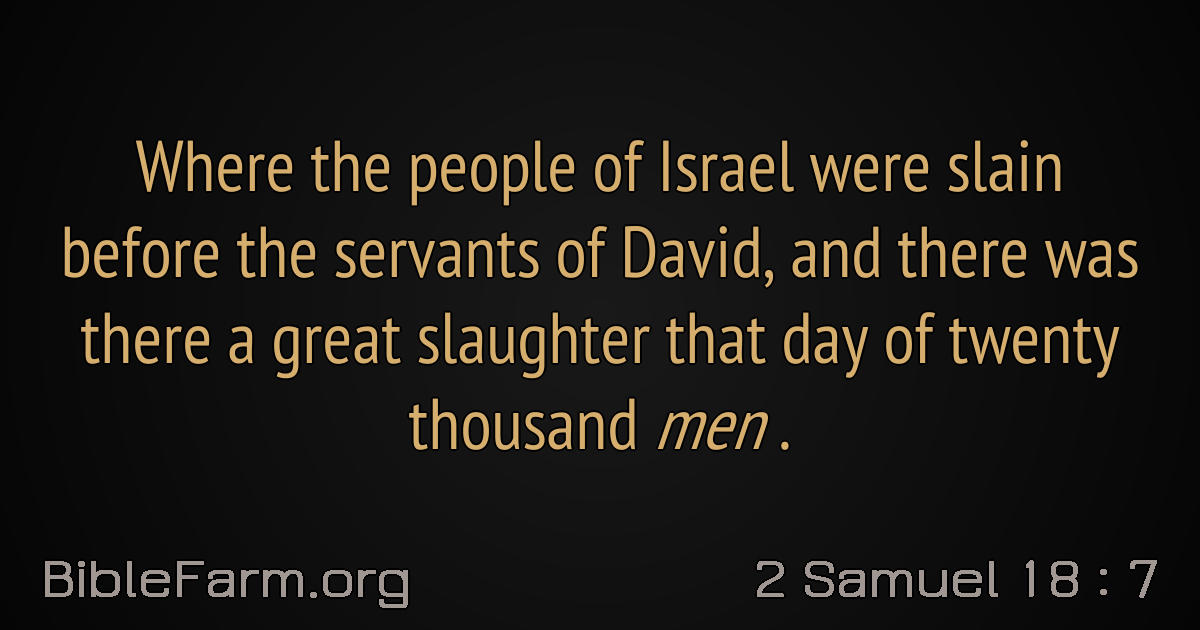 Where the people of Israel were slain
before the servants of David, and there was
there a great slaughter that day of twenty
thousand men .
BibleFarm.org
2 Samuel 18 : 7